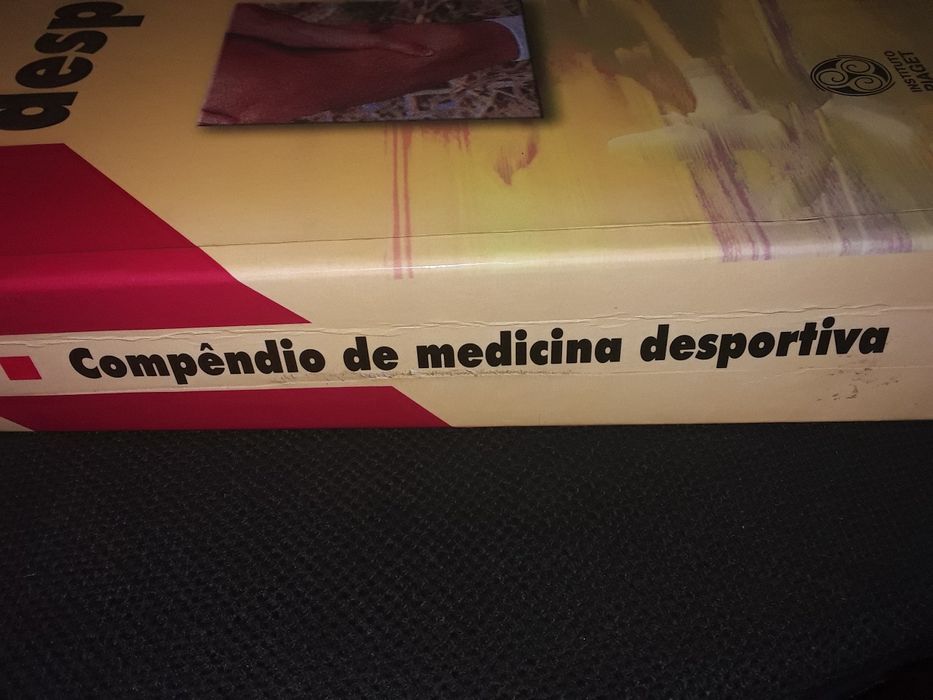 desp
INSTITUTO
PIAGET
Compêndio de medicina desportiva